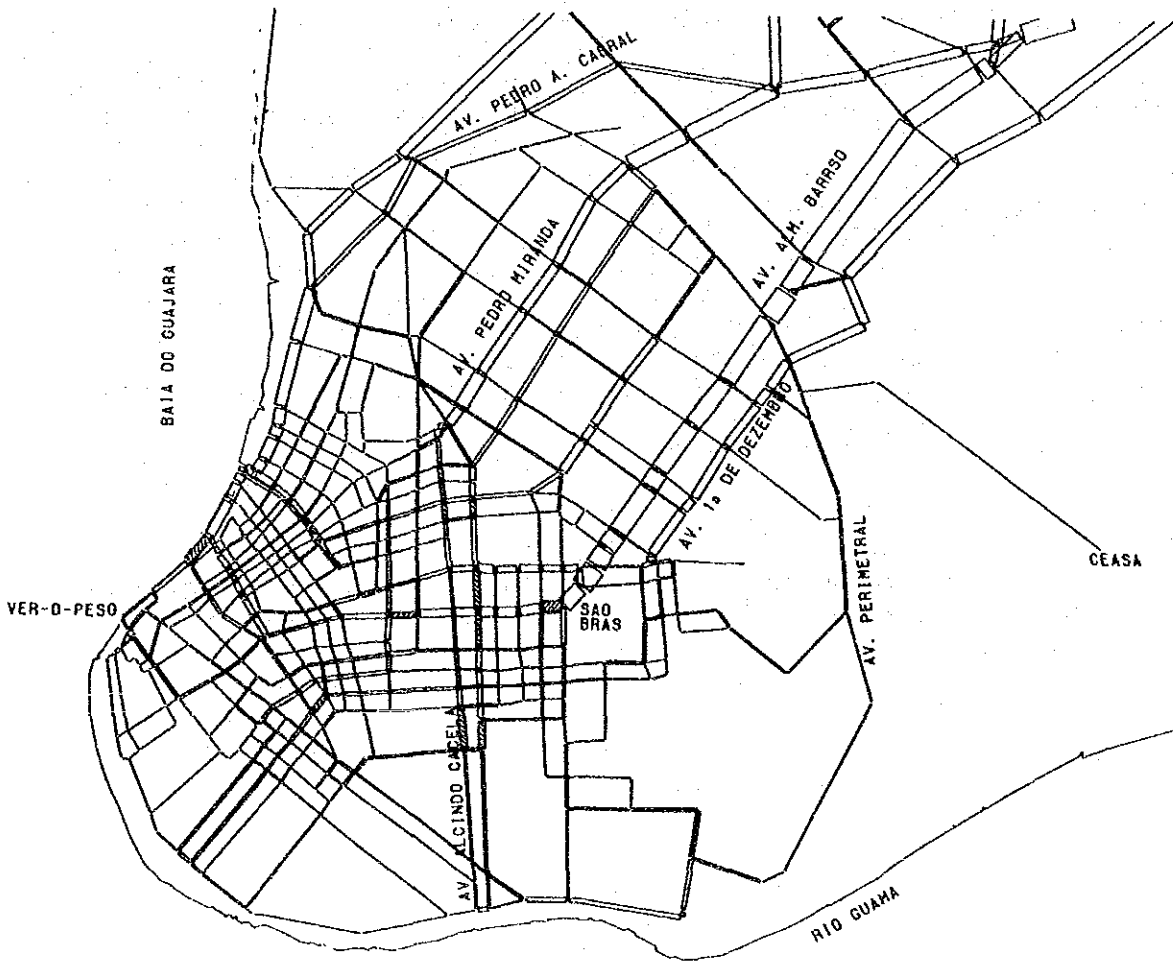 AV. PEDRO A. CABRAL
AV. ALM. BARRSO
AV. PEDRO MIRANDA
BAIA DO GUAJARA
AV. 1a DE DEZEMBRO
CEASA
VER-O-PESO
SAO
BRAS
AV. PERIMETRAL
AV. ALCINDO CACELA
RIO GUAMA